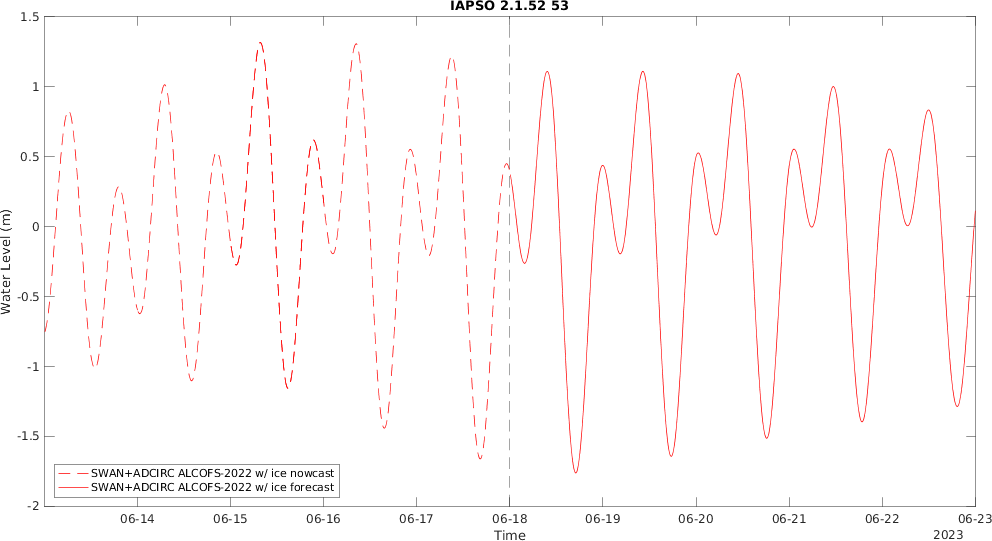 IAPSO 2.1.52 53
1.5
1
0.5
0
-0.5
-1
-1.5
-2
Water Level (m)
SWAN+ADCIRC ALCOFS-2022 w/ ice nowcast
SWAN+ADCIRC ALCOFS-2022 w/ ice forecast
06-14 06-15 06-16 06-17 06-18 06-19 06-20 06-21 06-22 06-23
Time
2023